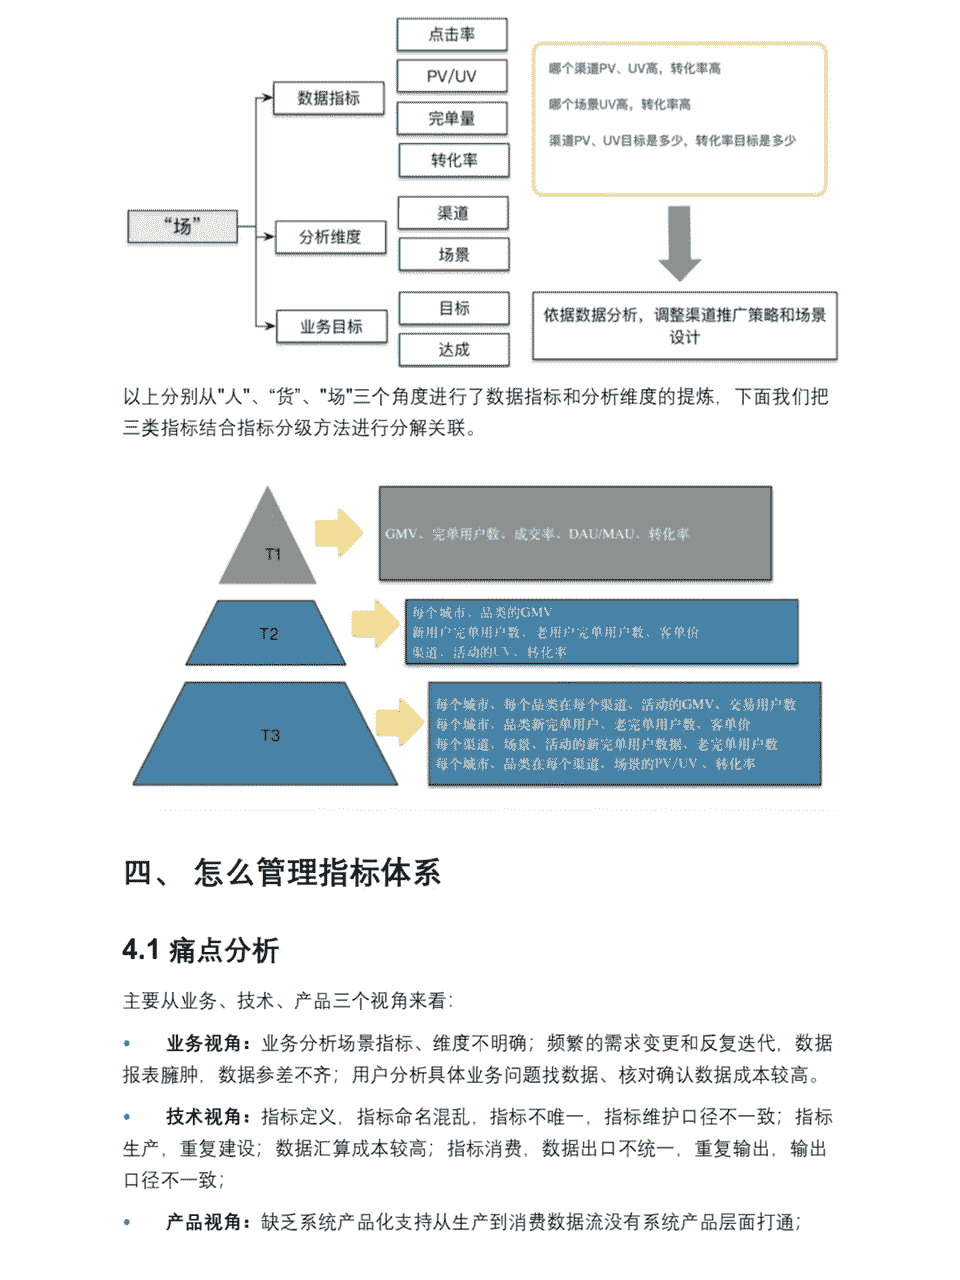 点击率
PV/UV
完单量
转化率
数据指标
“场”
渠道
分析维度
场景
目标
业务目标
达成
哪个渠道PV、UV高，转化率高
哪个场景UV高，转化率高
渠道PV、UV目标是多少，转化率目标是多少
依据数据分析，调整渠道推广策略和场景
设计
以上分别从"人"、“货”、"场"三个角度进行了数据指标和分析维度的提炼，下面我们把
三类指标结合指标分级方法进行分解关联。
T1
GMV、完单用户数、成交率、DAU/MAU、转化率
T2
每个城市、品类的GMV
新用户完单用户数、老用户完单用户数、客单价
渠道、活动的UV、转化率
T3
每个城市、每个品类在每个渠道、活动的GMV、交易用户数
每个城市、品类新完单用户、老完单用户数、客单价
每个渠道、场景、活动的新完单用户数据、老完单用户数
每个城市、品类在每个渠道、场景的PV/UV 、转化率
四、 怎么管理指标体系
4.1 痛点分析
主要从业务、技术、产品三个视角来看：
• 业务视角：业务分析场景指标、维度不明确；频繁的需求变更和反复迭代，数据
报表臃肿，数据参差不齐；用户分析具体业务问题找数据、核对确认数据成本较高。
• 技术视角：指标定义，指标命名混乱，指标不唯一，指标维护口径不一致；指标
生产，重复建设；数据汇算成本较高；指标消费，数据出口不统一，重复输出，输出
口径不一致；
• 产品视角：缺乏系统产品化支持从生产到消费数据流没有系统产品层面打通；